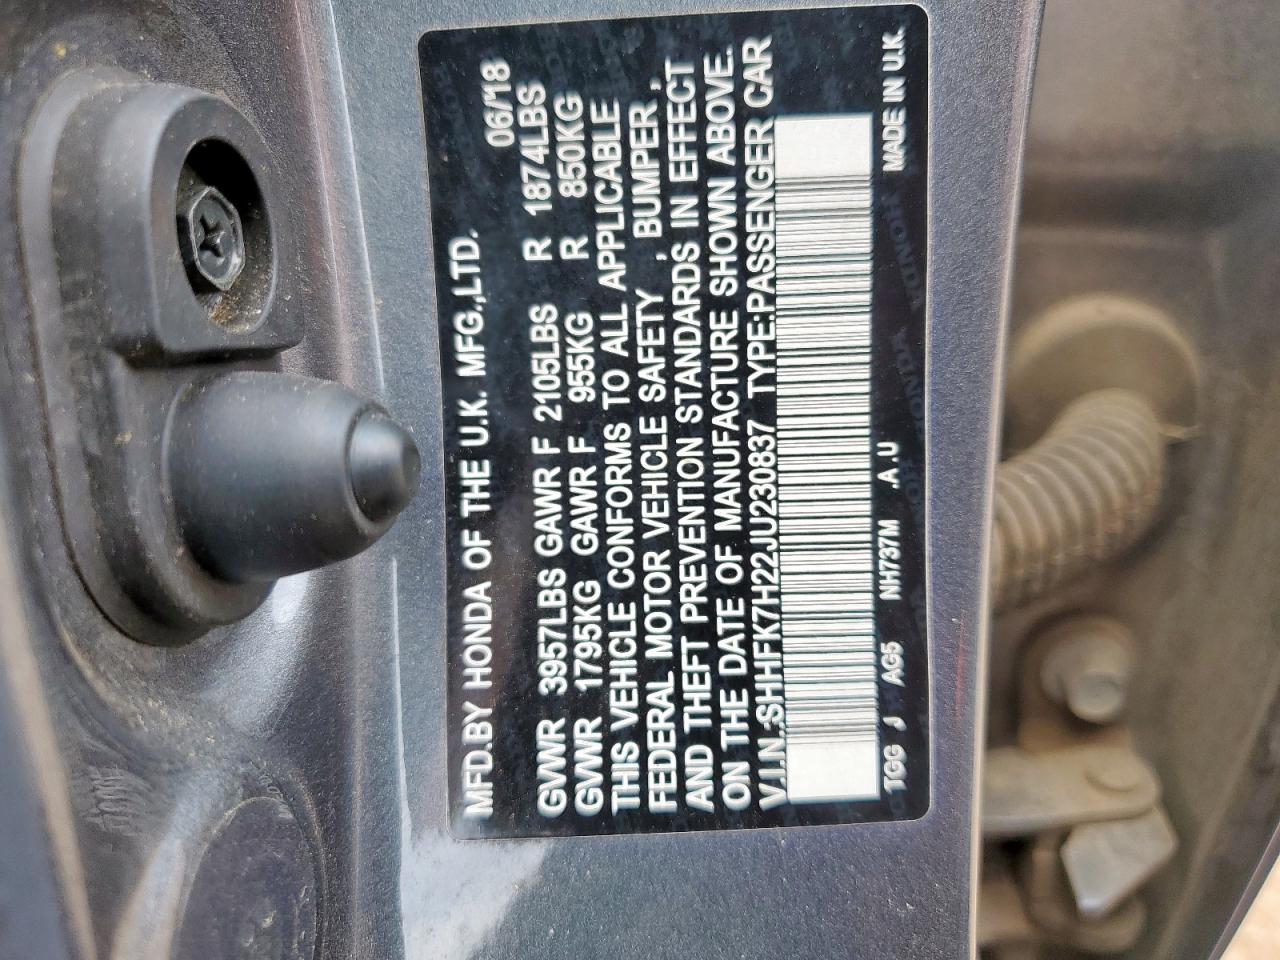 MFD.BY HONDA OF THE U.K. MFG.,LTD. 06/18
GVWR 3957LBS GAWR F 2105LBS R 1874LBS
GVWR 1795KG GAWR F 955KG R 850KG
THIS VEHICLE CONFORMS TO ALL APPLICABLE
FEDERAL MOTOR VEHICLE SAFETY , BUMPER ,
AND THEFT PREVENTION STANDARDS IN EFFECT
ON THE DATE OF MANUFACTURE SHOWN ABOVE.
V.I.N.:SHHFK7H22JU230837 TYPE:PASSENGER CAR
TGG J AG5 NH737M .A.U MADE IN U.K.